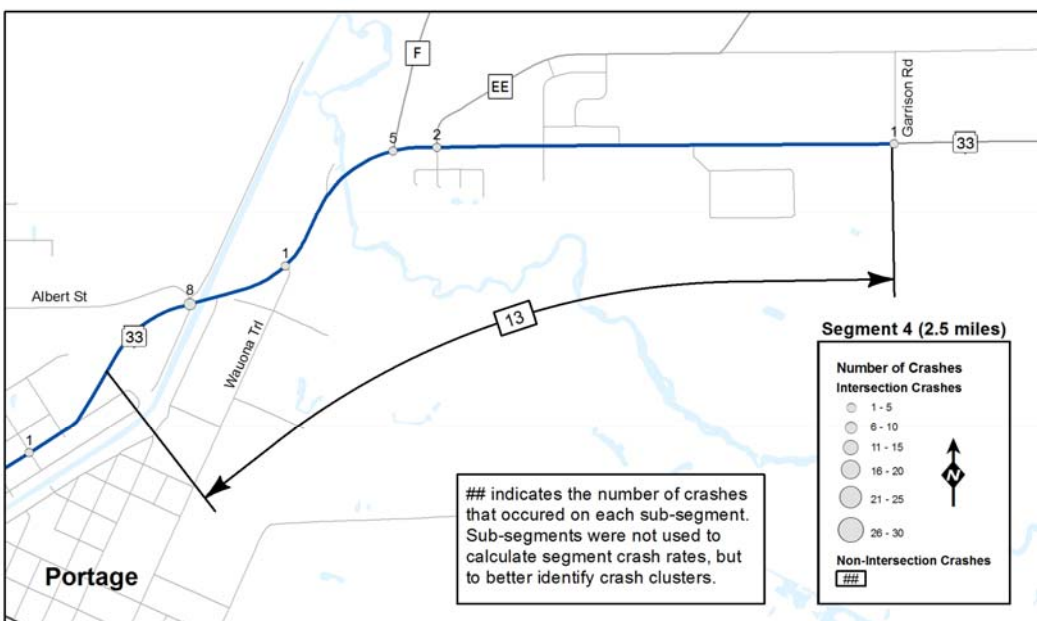 F
EE
Garrison Rd
5
2
1
33
1
8
Albert St
33
Wauona Trl
13
1
Portage
## indicates the number of crashes
that occured on each sub-segment.
Sub-segments were not used to
calculate segment crash rates, but
to better identify crash clusters.
Segment 4 (2.5 miles)
Number of Crashes
Intersection Crashes
1 - 5
6 - 10
11 - 15
16 - 20
21 - 25
26 - 30
N
Non-Intersection Crashes
##